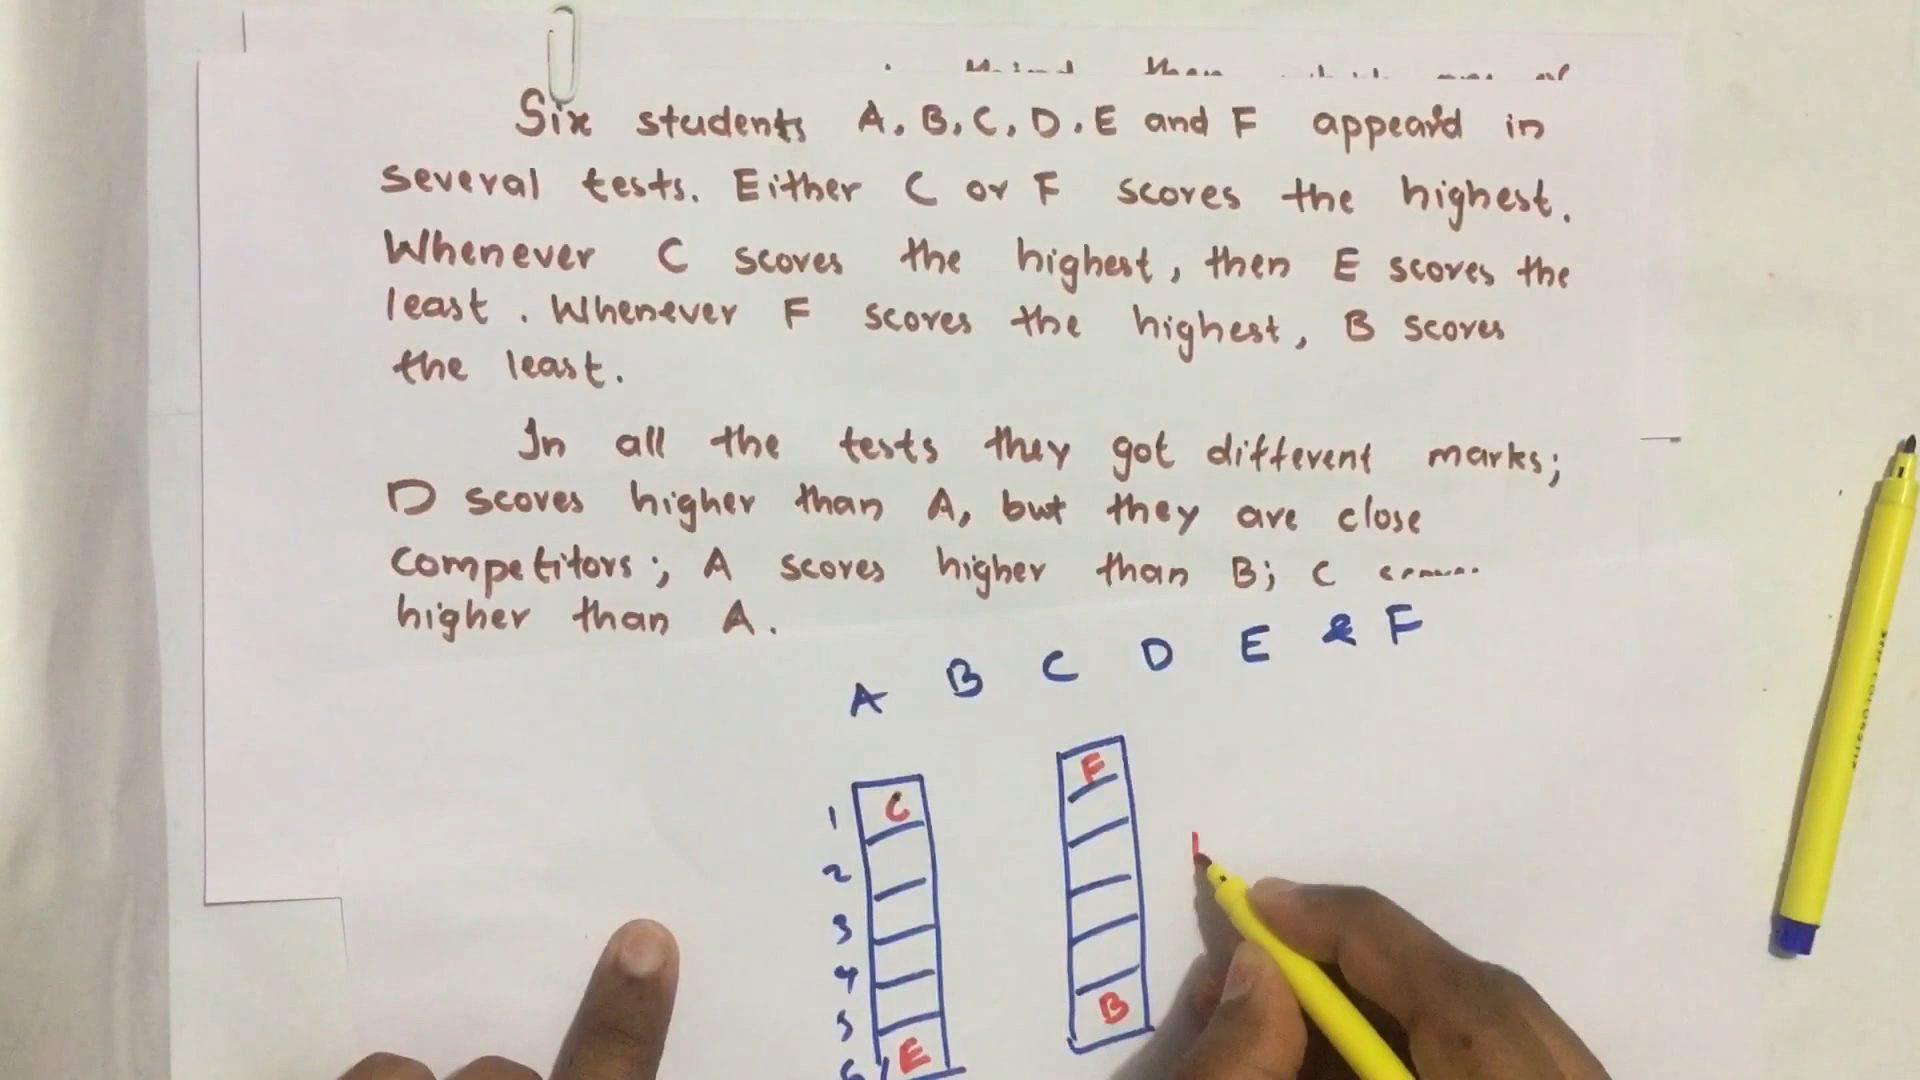 Six students A, B, C, D, E and F appear'd in
several tests. Either C or F scores the highest.
Whenever C scores the highest, then E scores the
least. Whenever F scores the highest, B scores
the least.
In all the tests they got different marks;
D scores higher than A, but they are close
competitors; A scores higher than B; C
higher than A.
A B C D E & F
1 C
2
3
4
5
6 E
F
B